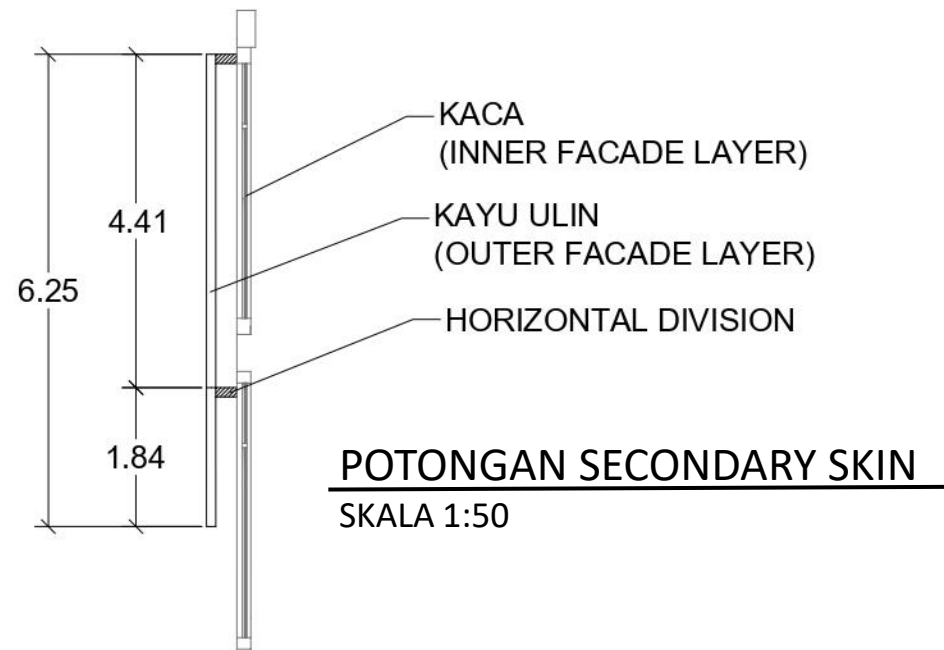 KACA
(INNER FACADE LAYER)
4.41
KAYU ULIN
(OUTER FACADE LAYER)
6.25
HORIZONTAL DIVISION
1.84
POTONGAN SECONDARY SKIN
SKALA 1:50